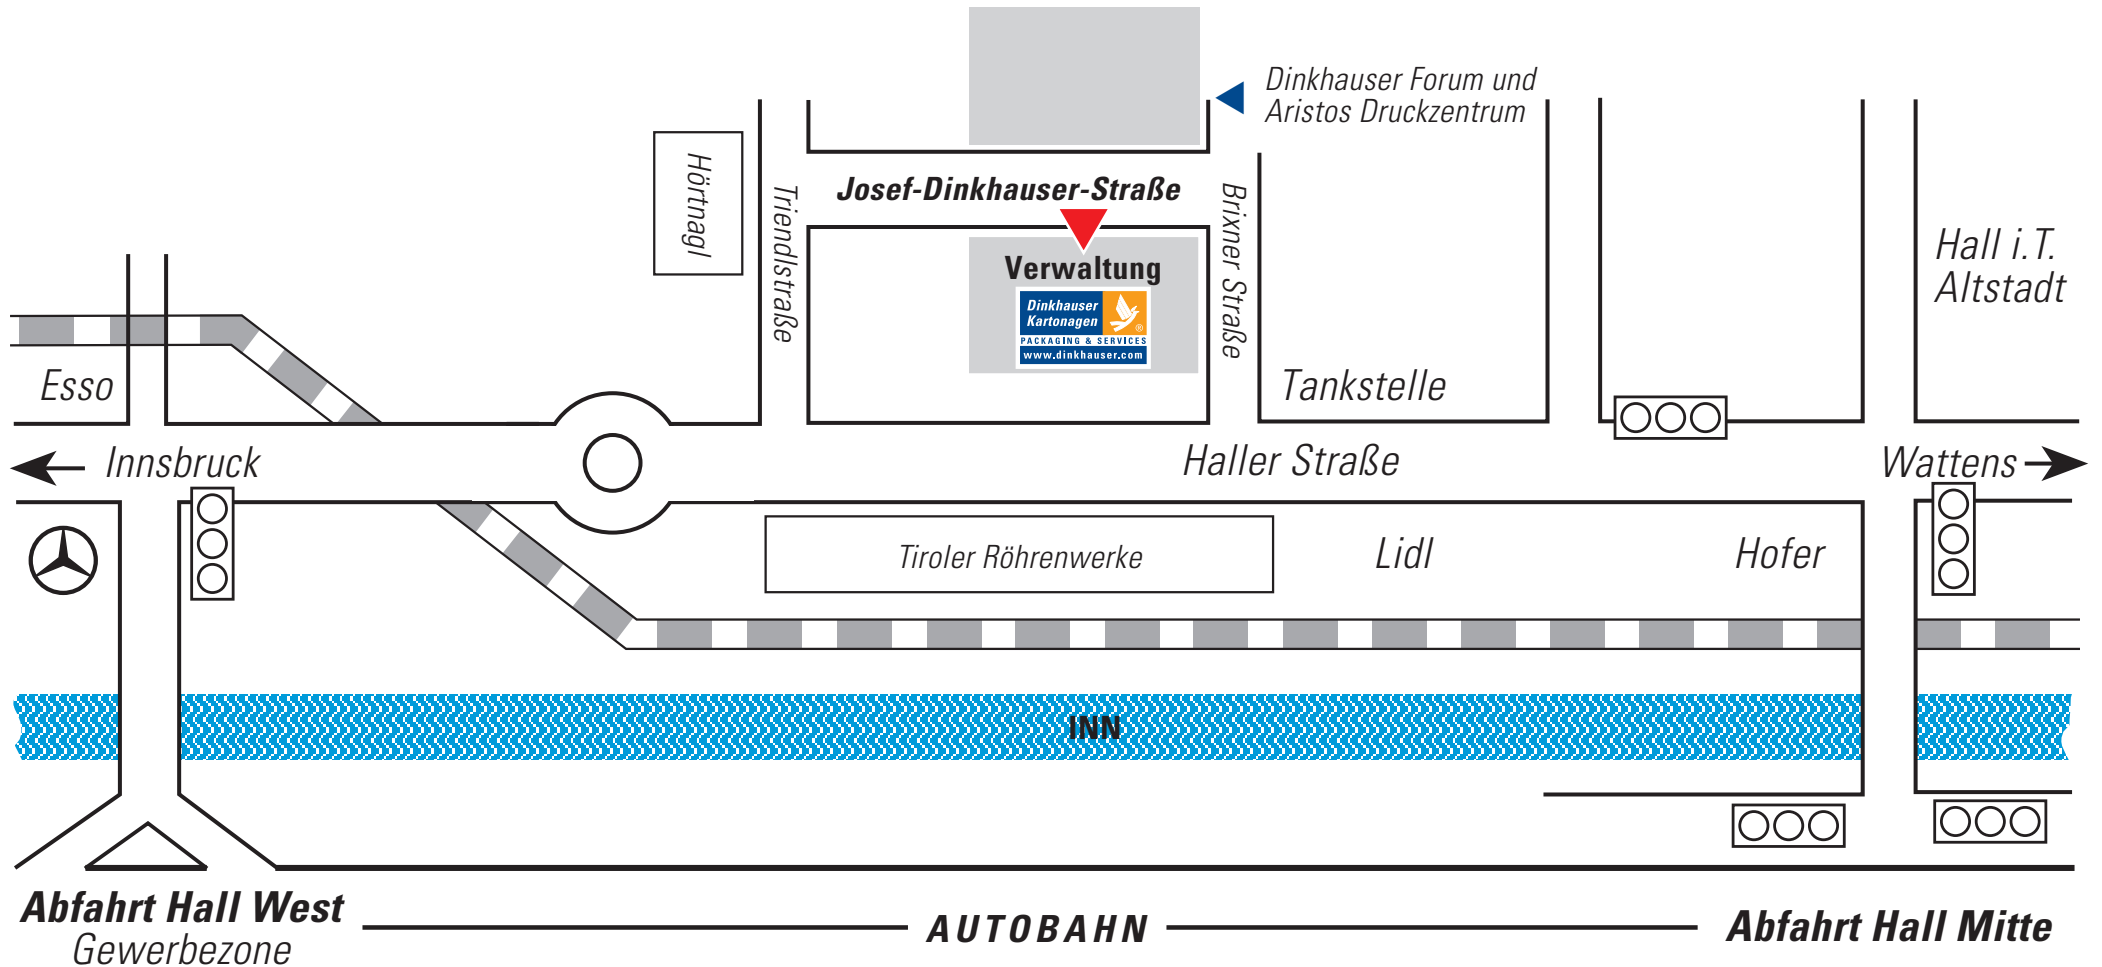 Dinkhauser Forum und
Aristos Druckzentrum
Hörtnagl
Triendlstraße
Josef-Dinkhauser-Straße
Brixner Straße
Verwaltung
Dinkhauser
Kartonagen
®
PACKAGING & SERVICES
www.dinkhauser.com
Hall i.T.
Altstadt
Esso
Tankstelle
Innsbruck
Haller Straße
Wattens
Tiroler Röhrenwerke
Lidl
Hofer
INN
Abfahrt Hall West
Gewerbezone
AUTOBAHN
Abfahrt Hall Mitte